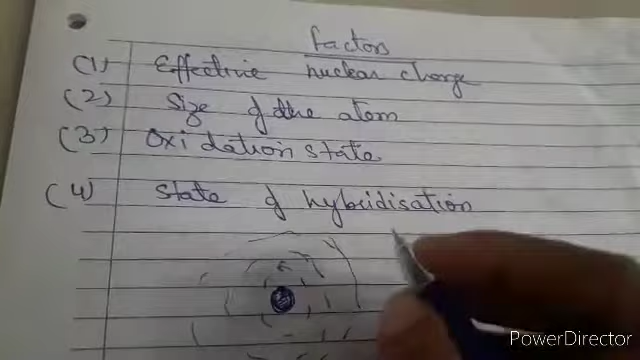 Factors
(1) Effective nuclear charge
(2) Size of the atom
(3) Oxidation state
(4) State of hybridisation
PowerDirector